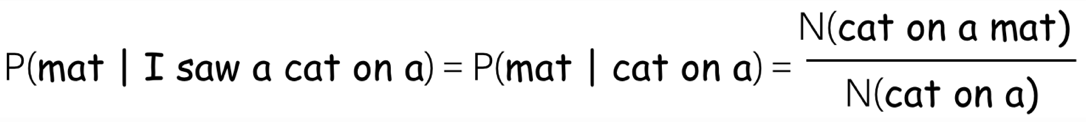 P(mat | I saw a cat on a) = P(mat | cat on a) = N(cat on a mat)
N(cat on a)